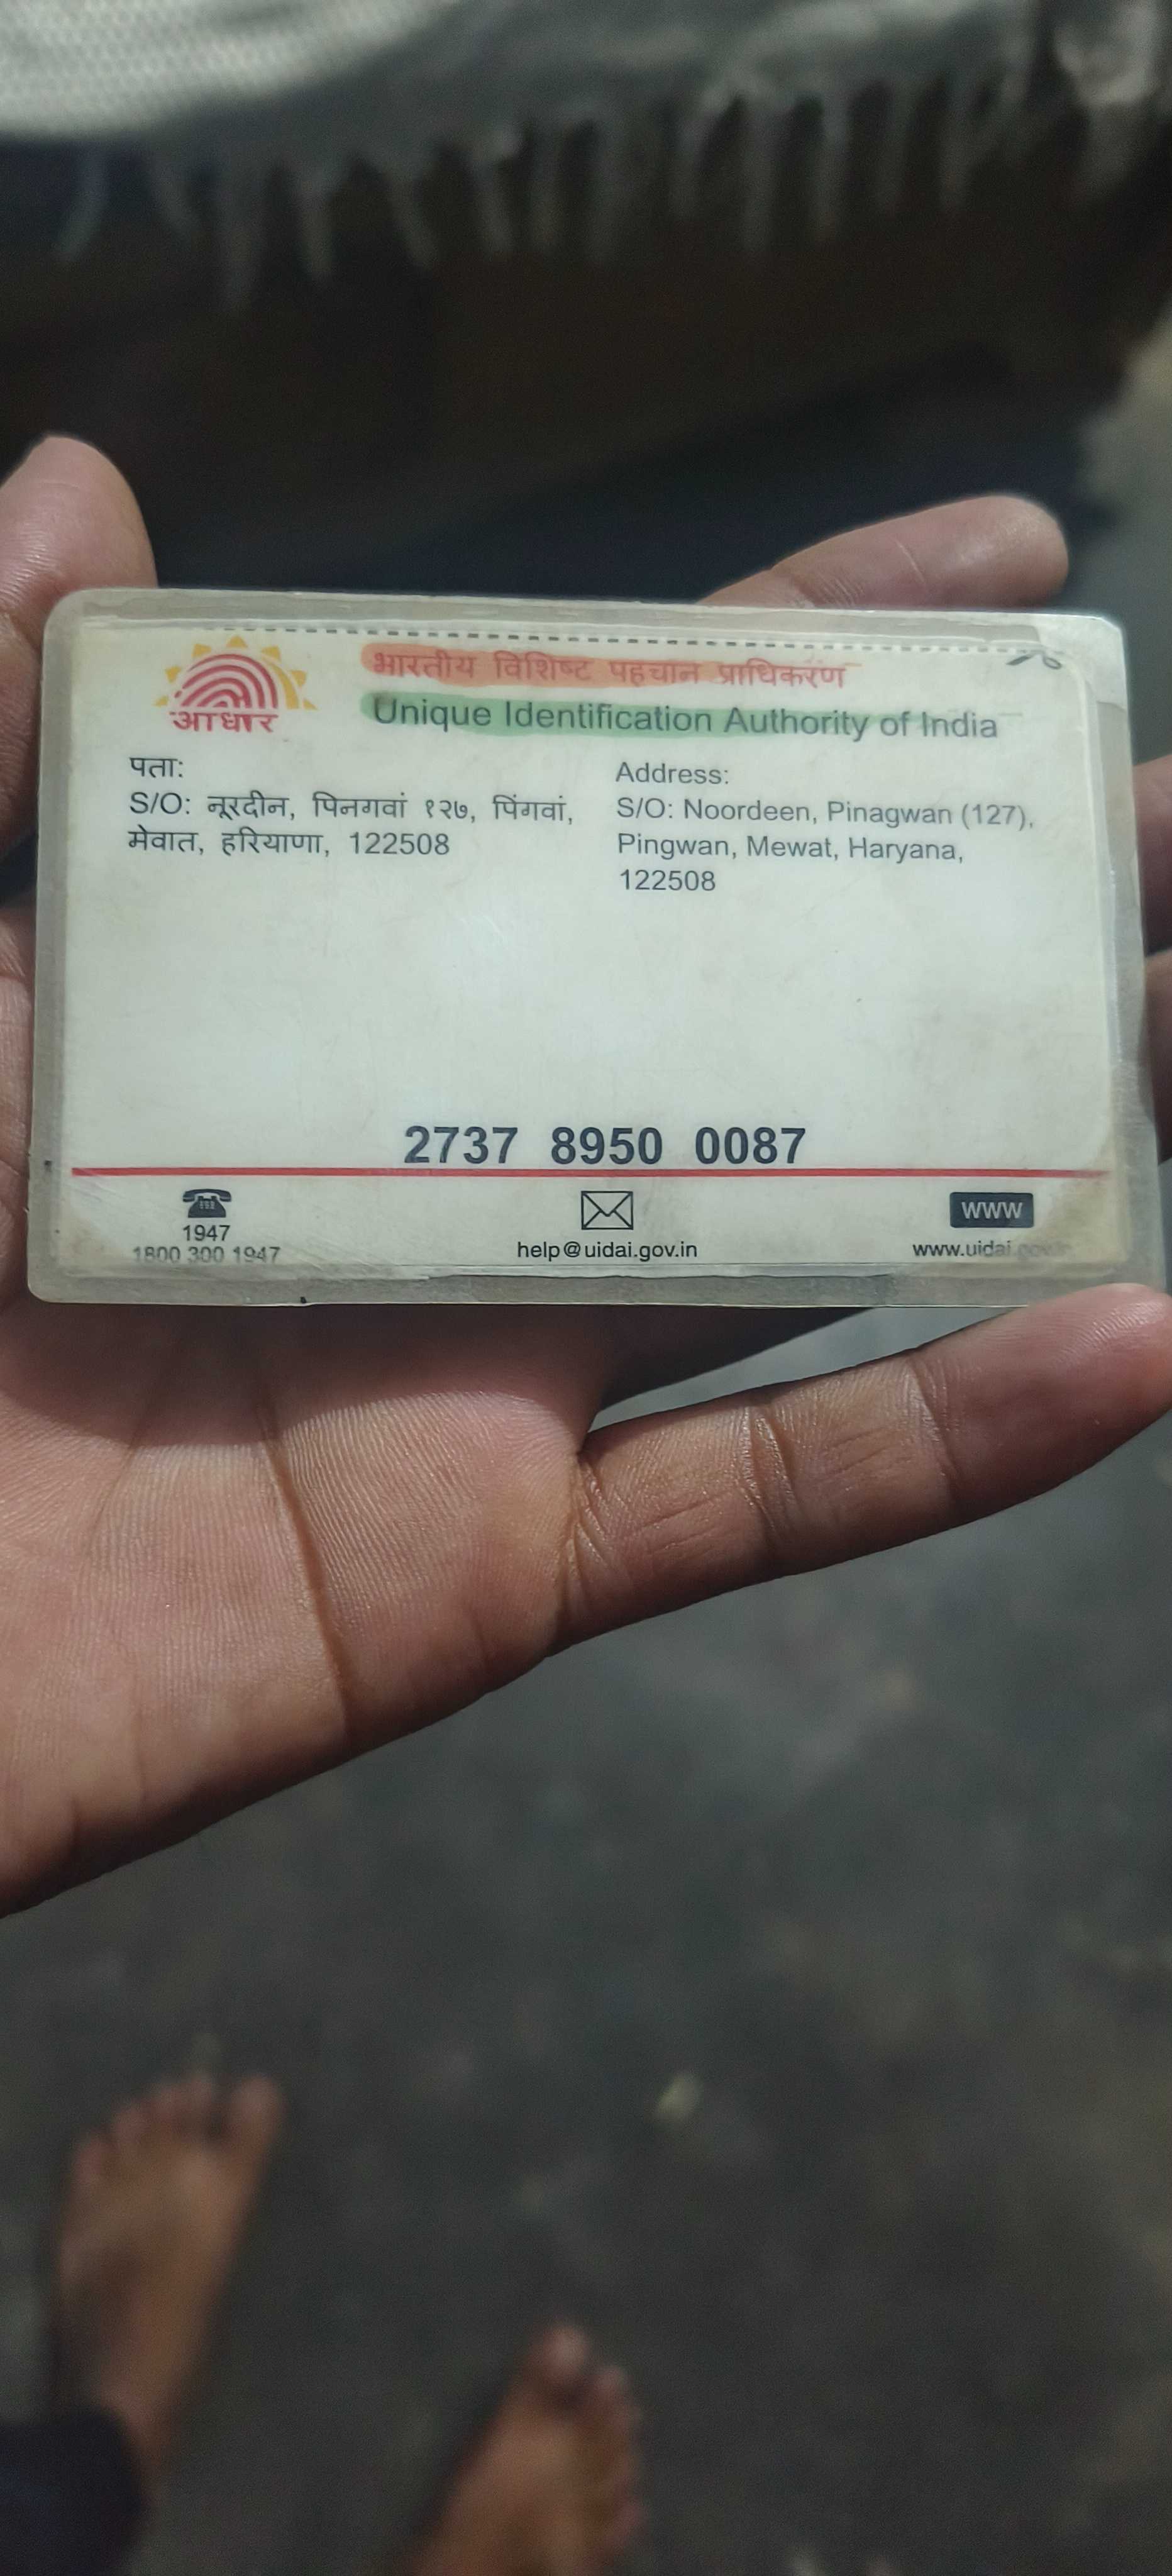 भारतीय विशिष्ट पहचान प्राधिकरण
Unique Identification Authority of India
आधार
पता:
S/O: नूरदीन, पिनगवां १२७, पिंगवां,
मेवात, हरियाणा, 122508
Address:
S/O: Noordeen, Pinagwan (127),
Pingwan, Mewat, Haryana,
122508
2737 8950 0087
1947
1800 300 1947
help@uidai.gov.in
WWW
www.uidai.gov.in